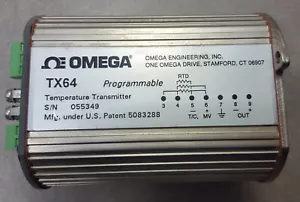 OMEGA
OMEGA ENGINEERING, INC.
ONE OMEGA DRIVE, STAMFORD, CT 06907
TX64 Programmable
Temperature Transmitter
S/N 055349
Mfg. under U.S. Patent 5083288
RTD
3 4 5 6 7 8 9
- T/C, + MV - OUT +